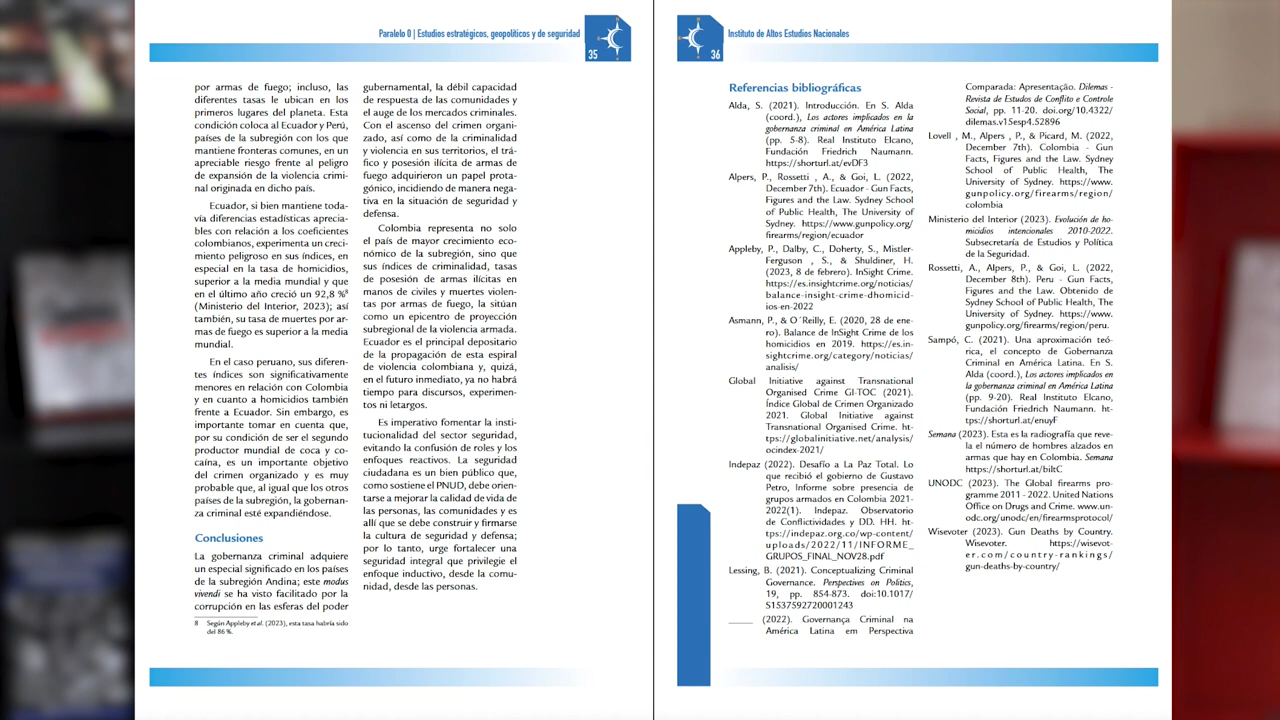 Paralelo 0 | Estudios estratégicos, geopolíticos y de seguridad
35
por armas de fuego; incluso, las
diferentes tasas le ubican en los
primeros lugares del planeta. Esta
condición coloca al Ecuador y Perú,
países de la subregión con los que
mantiene fronteras comunes, en un
apreciable riesgo frente al peligro
de expansión de la violencia crimi-
nal originada en dicho país.
Ecuador, si bien mantiene toda-
vía diferencias estadísticas aprecia-
bles con relación a los coeficientes
colombianos, experimenta un creci-
miento peligroso en sus índices, en
especial en la tasa de homicidios,
superior a la media mundial y que
en el último año creció un 92,8 %8
(Ministerio del Interior, 2023); así
también, su tasa de muertes por ar-
mas de fuego es superior a la media
mundial.
En el caso peruano, sus diferen-
tes índices son significativamente
menores en relación con Colombia
y en cuanto a homicidios también
frente a Ecuador. Sin embargo, es
importante tomar en cuenta que,
por su condición de ser el segundo
productor mundial de coca y co-
caína, es un importante objetivo
del crimen organizado y es muy
probable que, al igual que los otros
países de la subregión, la gobernan-
za criminal esté expandiéndose.
Conclusiones
La gobernanza criminal adquiere
un especial significado en los países
de la subregión Andina; este modus
vivendi se ha visto facilitado por la
corrupción en las esferas del poder
8 Según Appleby et al. (2023), esta tasa habría sido
del 86 %.
gubernamental, la débil capacidad
de respuesta de las comunidades y
el auge de los mercados criminales.
Con el ascenso del crimen organi-
zado, así como de la criminalidad
y violencia en sus territorios, el trá-
fico y posesión ilícita de armas de
fuego adquirieron un papel prota-
gónico, incidiendo de manera nega-
tiva en la situación de seguridad y
defensa.
Colombia representa no solo
el país de mayor crecimiento eco-
nómico de la subregión, sino que
sus índices de criminalidad, tasas
de posesión de armas ilícitas en
manos de civiles y muertes violen-
tas por armas de fuego, la sitúan
como un epicentro de proyección
subregional de la violencia armada.
Ecuador es el principal depositario
de la propagación de esta espiral
de violencia colombiana y, quizá,
en el futuro inmediato, ya no habrá
tiempo para discursos, experimen-
tos ni letargos.
Es imperativo fomentar la insti-
tucionalidad del sector seguridad,
evitando la confusión de roles y los
enfoques reactivos. La seguridad
ciudadana es un bien público que,
como sostiene el PNUD, debe orien-
tarse a mejorar la calidad de vida de
las personas, las comunidades y es
allí que se debe construir y firmarse
la cultura de seguridad y defensa;
por lo tanto, urge fortalecer una
seguridad integral que privilegie el
enfoque inductivo, desde la comu-
nidad, desde las personas.
36
Instituto de Altos Estudios Nacionales
Referencias bibliográficas
Alda, S. (2021). Introducción. En S. Alda
(coord.), Los actores implicados en la
gobernanza criminal en América Latina
(pp. 5-8). Real Instituto Elcano,
Fundación Friedrich Naumann.
https://shorturl.at/evDF3
Alpers, P., Rossetti , A., & Goi, L. (2022,
December 7th). Ecuador - Gun Facts,
Figures and the Law. Sydney School
of Public Health, The University of
Sydney. https://www.gunpolicy.org/
firearms/region/ecuador
Appleby, P., Dalby, C., Doherty, S., Mistler-
Ferguson , S., & Shuldiner, H.
(2023, 8 de febrero). InSight Crime.
https://es.insightcrime.org/noticias/
balance-insight-crime-dhomicid-
ios-en-2022
Asmann, P., & O´Reilly, E. (2020, 28 de ene-
ro). Balance de InSight Crime de los
homicidios en 2019. https://es.in-
sightcrime.org/category/noticias/
analisis/
Global Initiative against Transnational
Organised Crime GI-TOC (2021).
Índice Global de Crimen Organizado
2021. Global Initiative against
Transnational Organised Crime. ht-
tps://globalinitiative.net/analysis/
ocindex-2021/
Indepaz (2022). Desafío a La Paz Total. Lo
que recibió el gobierno de Gustavo
Petro, Informe sobre presencia de
grupos armados en Colombia 2021-
2022(1). Indepaz. Observatorio
de Conflictividades y DD. HH. ht-
tps://indepaz.org.co/wp-content/
uploads/2022/11/INFORME_
GRUPOS_FINAL_NOV28.pdf
Lessing, B. (2021). Conceptualizing Criminal
Governance. Perspectives on Politics,
19, pp. 854-873. doi:10.1017/
S1537592720001243
_____ (2022). Governança Criminal na
América Latina em Perspectiva
Comparada: Apresentação. Dilemas -
Revista de Estudos de Conflito e Controle
Social, pp. 11-20. doi.org/10.4322/
dilemas.v15esp4.52896
Lovell , M., Alpers , P., & Picard, M. (2022,
December 7th). Colombia - Gun
Facts, Figures and the Law. Sydney
School of Public Health, The
University of Sydney. https://www.
gunpolicy.org/firearms/region/
colombia
Ministerio del Interior (2023). Evolución de ho-
micidios intencionales 2010-2022.
Subsecretaría de Estudios y Política
de la Seguridad.
Rossetti, A., Alpers, P., & Goi, L. (2022,
December 8th). Peru - Gun Facts,
Figures and the Law. Obtenido de
Sydney School of Public Health, The
University of Sydney: https://www.
gunpolicy.org/firearms/region/peru.
Sampó, C. (2021). Una aproximación teó-
rica, el concepto de Gobernanza
Criminal en América Latina. En S.
Alda (coord.), Los actores implicados en
la gobernanza criminal en América Latina
(pp. 9-20). Real Instituto Elcano,
Fundación Friedrich Naumann. ht-
tps://shorturl.at/enuyF
Semana (2023). Esta es la radiografía que reve-
la el número de hombres alzados en
armas que hay en Colombia. Semana
https://shorturl.at/biltC
UNODC (2023). The Global firearms pro-
gramme 2011 - 2022. United Nations
Office on Drugs and Crime. www.un-
odc.org/unodc/en/firearmsprotocol/
Wisevoter (2023). Gun Deaths by Country.
Wisevoter. https://wisevot-
er.com/country-rankings/
gun-deaths-by-country/